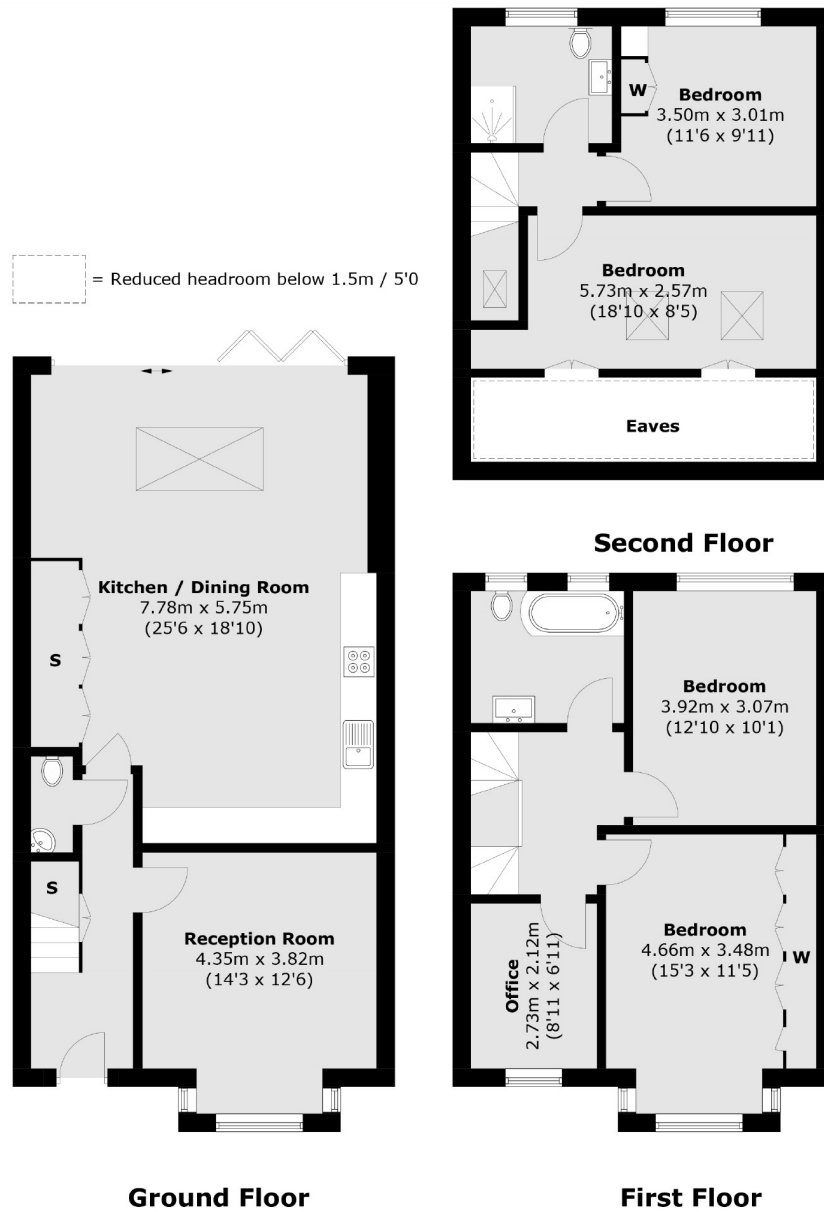 W
Bedroom
3.50m x 3.01m
(11'6 x 9'11)
Bedroom
5.73m x 2.57m
(18'10 x 8'5)
Eaves
Second Floor
= Reduced headroom below 1.5m / 5'0
Kitchen / Dining Room
7.78m x 5.75m
(25'6 x 18'10)
S
S
Reception Room
4.35m x 3.82m
(14'3 x 12'6)
Ground Floor
Bedroom
3.92m x 3.07m
(12'10 x 10'1)
Bedroom
4.66m x 3.48m
(15'3 x 11'5)
W
Office
2.73m x 2.12m
(8'11 x 6'11)
First Floor